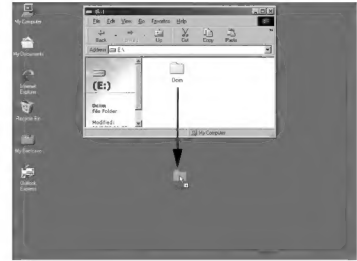 My Computer
My Documents
Internet
Explorer
Recycle Bin
My Briefcase
Outlook
Express
(E:)
File Edit View Go Favorites Help
Back
Up Cut Copy Paste
Address E:\
(E:)
Docs
File Folder
Modified:
Docs
My Computer